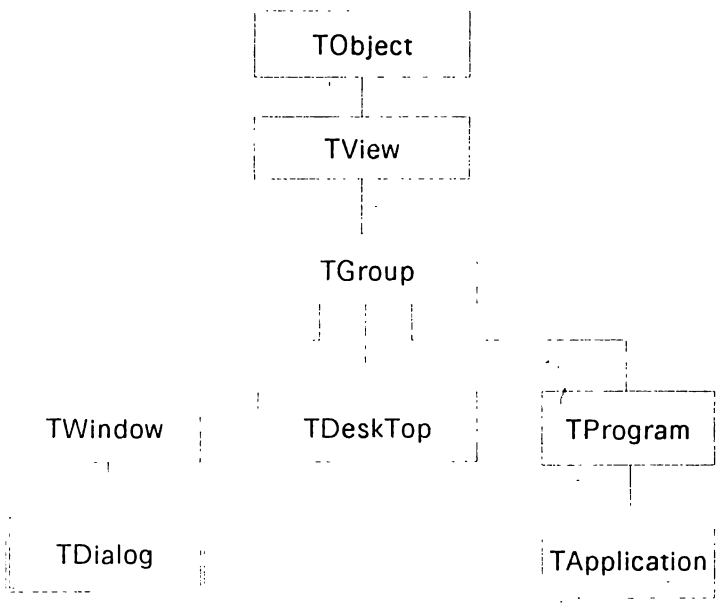 TObject
TView
TGroup
TWindow TDeskTop TProgram
TDialog TApplication